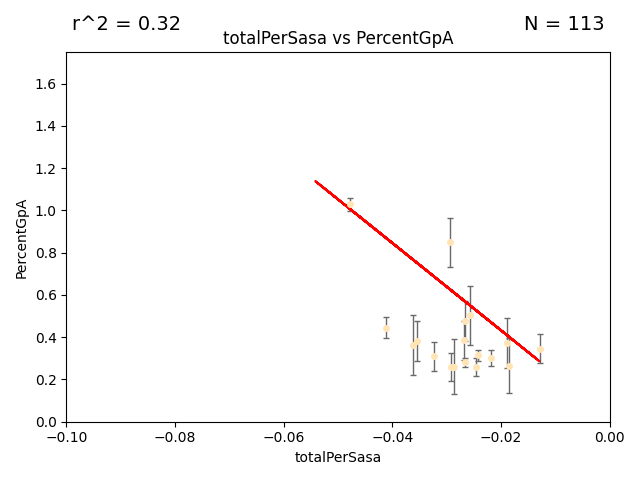 r^2 = 0.32
N = 113
totalPerSasa vs PercentGpA
PercentGpA
1.6
1.4
1.2
1.0
0.8
0.6
0.4
0.2
0.0
−0.10 −0.08 −0.06 −0.04 −0.02 0.00
totalPerSasa